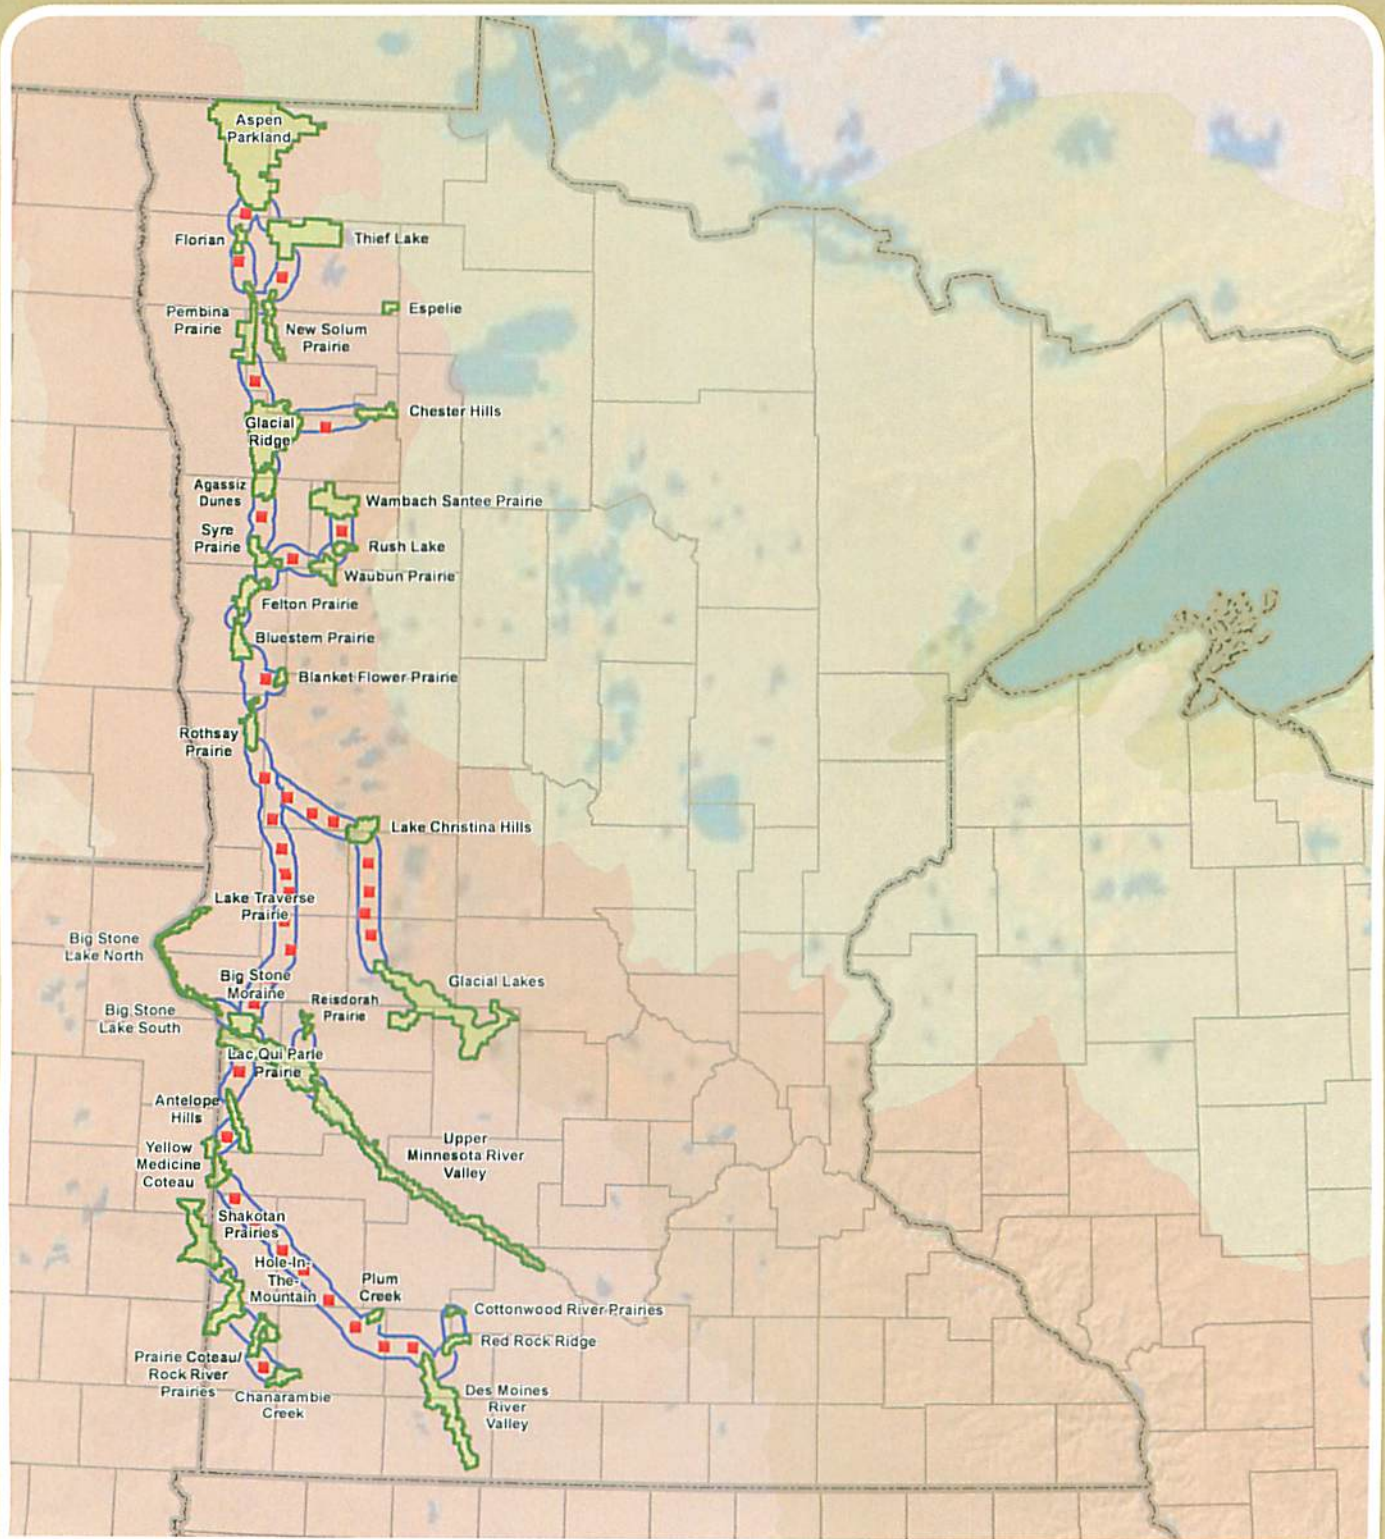 Aspen
Parkland
Florian
Thief Lake
Espelie
Pembina
Prairie
New Solum
Prairie
Chester Hills
Glacial
Ridge
Agassiz
Dunes
Wambach Santee Prairie
Syre
Prairie
Rush Lake
Waubun Prairie
Felton Prairie
Bluestem Prairie
Blanket Flower Prairie
Rothsay
Prairie
Lake Christina Hills
Lake Traverse
Prairie
Big Stone
Lake North
Big Stone
Moraine
Glacial Lakes
Reisdorah
Prairie
Big Stone
Lake South
Lac Qui Parle
Prairie
Antelope
Hills
Yellow
Medicine
Coteau
Upper
Minnesota River
Valley
Shakotan
Prairies
Hole-In-
The-
Mountain
Plum
Creek
Cottonwood River Prairies
Red Rock Ridge
Prairie Coteau/
Rock River
Prairies
Chanarambie
Creek
Des Moines
River
Valley